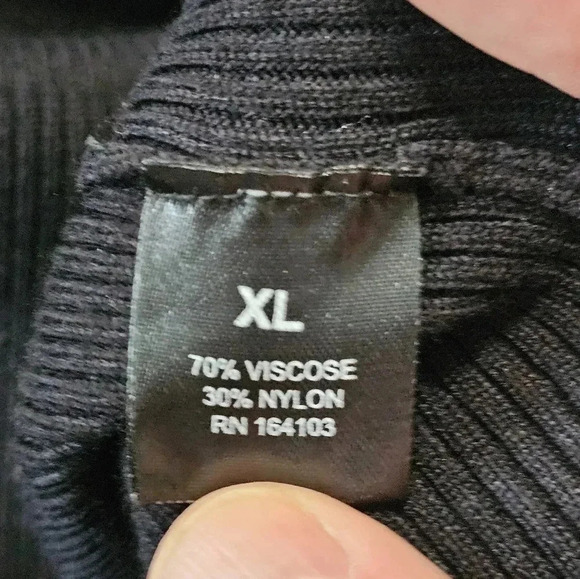 XL
70% VISCOSE
30% NYLON
RN 164103